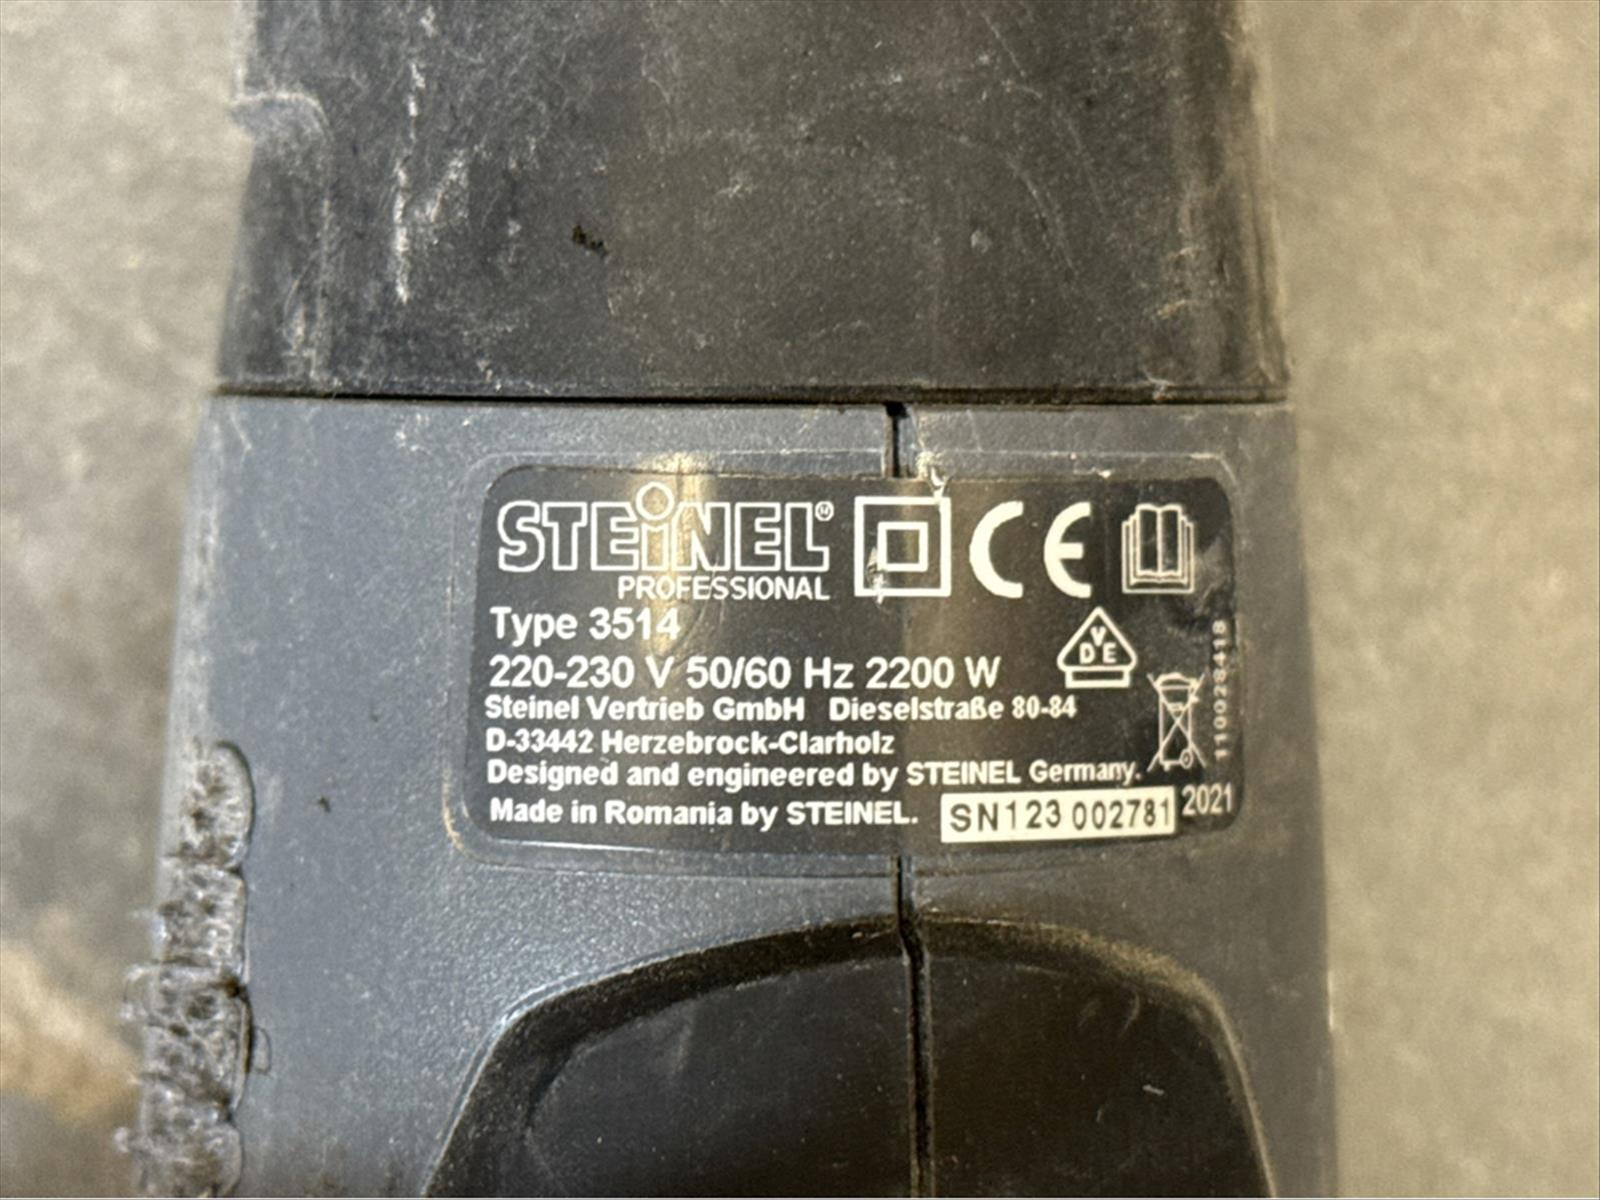 STEiNEL®
PROFESSIONAL
CE
Type 3514
VDE
220-230 V 50/60 Hz 2200 W
Steinel Vertrieb GmbH Dieselstraße 80-84
D-33442 Herzebrock-Clarholz
Designed and engineered by STEINEL Germany.
Made in Romania by STEINEL.
SN123 002781
2021
110028418